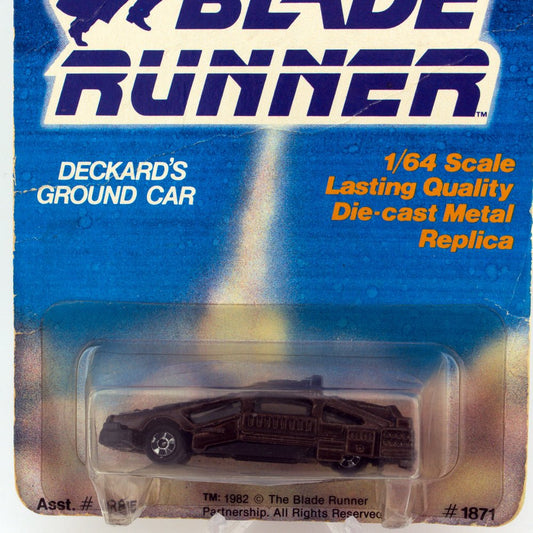 BLADE
RUNNER™
DECKARD'S
GROUND CAR
1/64 Scale
Lasting Quality
Die-cast Metal
Replica
Asst. #
TM: 1982 © The Blade Runner
Partnership. All Rights Reserved
#1871